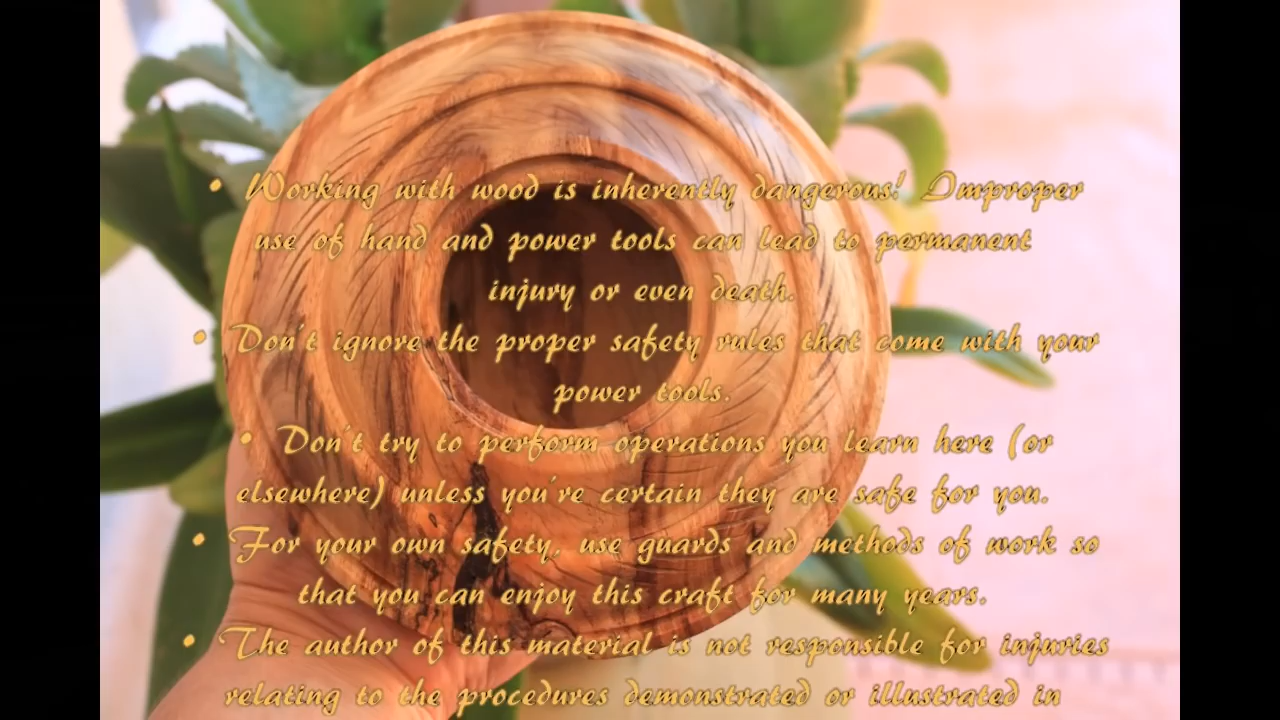 • Working with wood is inherently dangerous! Improper
use of hand and power tools can lead to permanent
injury or even death.
• Don't ignore the proper safety rules that come with your
power tools.
• Don't try to perform operations you learn here (or
elsewhere) unless you're certain they are safe for you.
• For your own safety, use guards and methods of work so
that you can enjoy this craft for many years.
• The author of this material is not responsible for injuries
relating to the procedures demonstrated or illustrated in